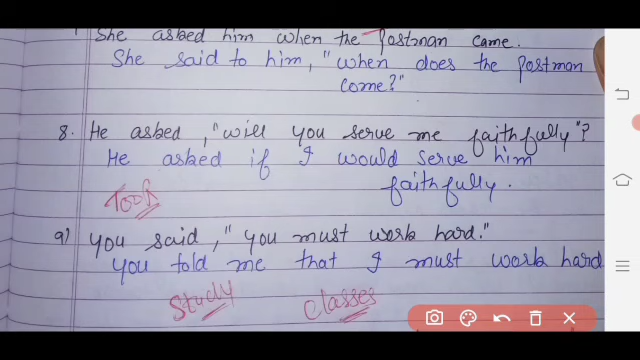 She asked him when the Postman came.
She said to him, "When does the Postman
come?"
8. He asked, "will you serve me faithfully"?
He asked if I would serve him
faithfully.
Toor
9) You said, "You must work hard."
You told me that I must work hard
Study Classes